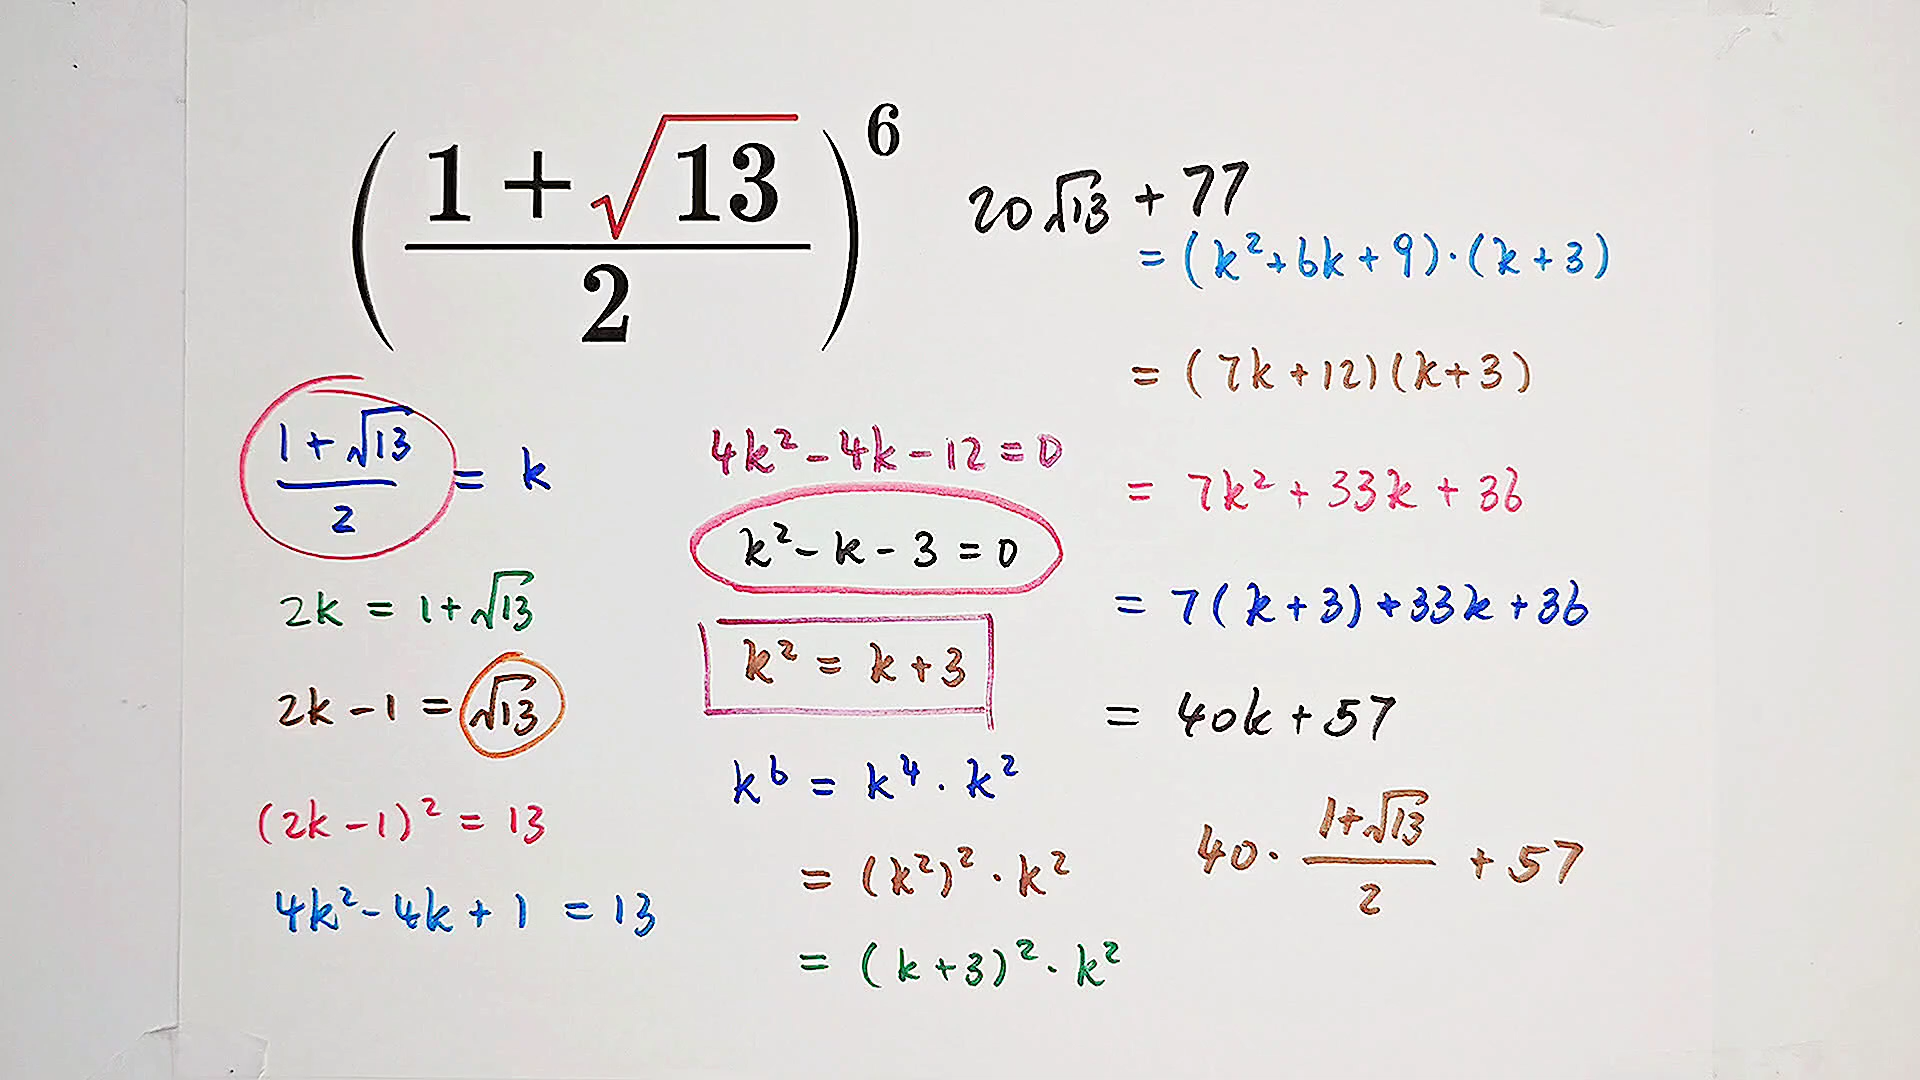 (1 + √13 / 2)^6
20√13 + 77
(1+√13)/2 = k
2k = 1+√13
2k - 1 = √13
(2k - 1)² = 13
4k² - 4k + 1 = 13
4k² - 4k - 12 = 0
k² - k - 3 = 0
k² = k + 3
k⁶ = k⁴ · k²
= (k²)² · k²
= (k+3)² · k²
= (k² + 6k + 9) · (k + 3)
= (7k + 12)(k + 3)
= 7k² + 33k + 36
= 7(k + 3) + 33k + 36
= 40k + 57
40 · (1+√13)/2 + 57